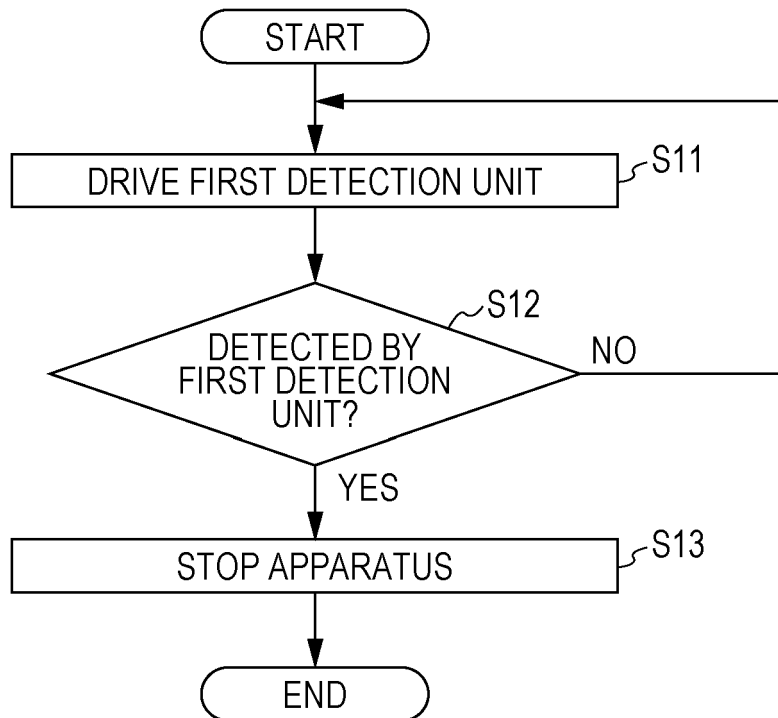 START
DRIVE FIRST DETECTION UNIT
S11
S12
DETECTED BY
FIRST DETECTION
UNIT?
NO
YES
STOP APPARATUS
S13
END